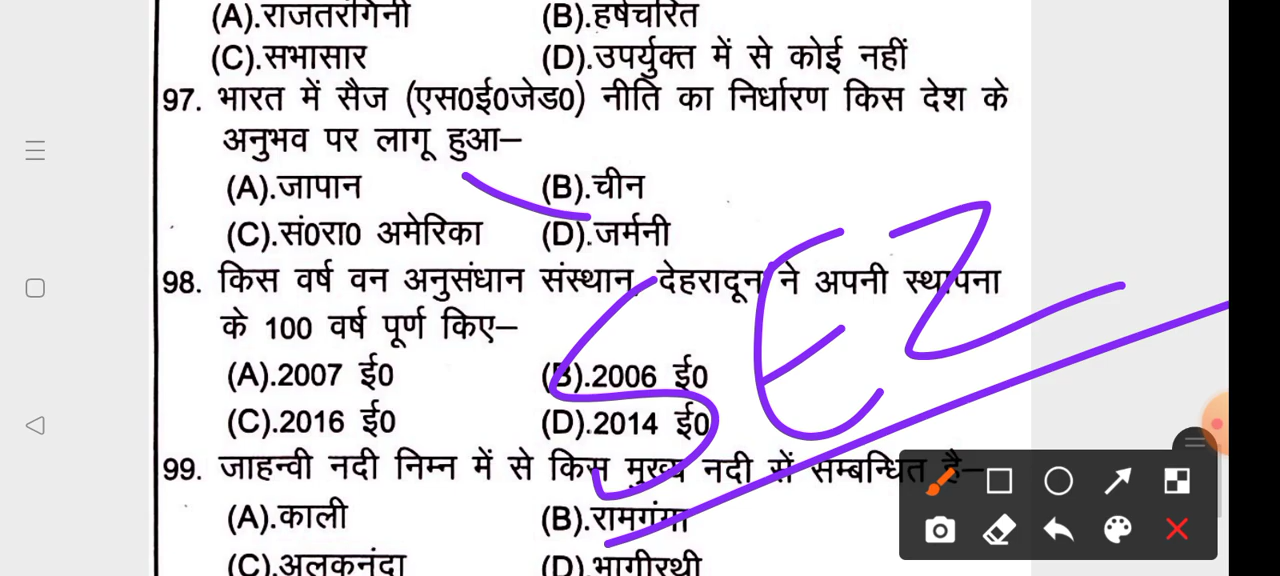 (A).राजतरंगिनी (B).हर्षचरित
(C).सभासार (D).उपर्युक्त में से कोई नहीं
97. भारत में सैज (एस0ई0जेड0) नीति का निर्धारण किस देश के
अनुभव पर लागू हुआ–
(A).जापान (B).चीन
(C).सं0रा0 अमेरिका (D).जर्मनी
98. किस वर्ष वन अनुसंधान संस्थान, देहरादून ने अपनी स्थापना
के 100 वर्ष पूर्ण किए–
(A).2007 ई0 (B).2006 ई0
(C).2016 ई0 (D).2014 ई0
SEZ
99. जाहन्वी नदी निम्न में से किस मुख्य नदी सें सम्बन्धित है–
(A).काली (B).रामगंगा
(C).अलकनंदा (D).भागीरथी